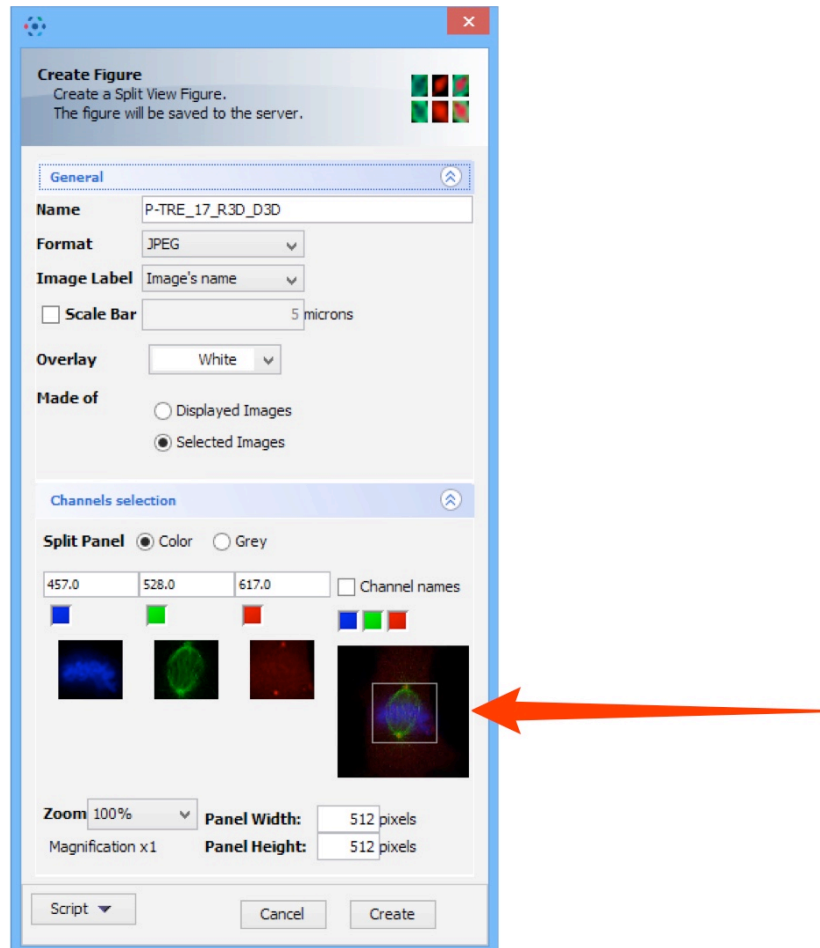 Create Figure
Create a Split View Figure.
The figure will be saved to the server.
General
Name P-TRE_17_R3D_D3D
Format JPEG
Image Label Image's name
Scale Bar 5 microns
Overlay White
Made of
Displayed Images
Selected Images
Channels selection
Split Panel Color Grey
457.0 528.0 617.0 Channel names
Zoom 100% Panel Width: 512 pixels
Magnification x1 Panel Height: 512 pixels
Script Cancel Create